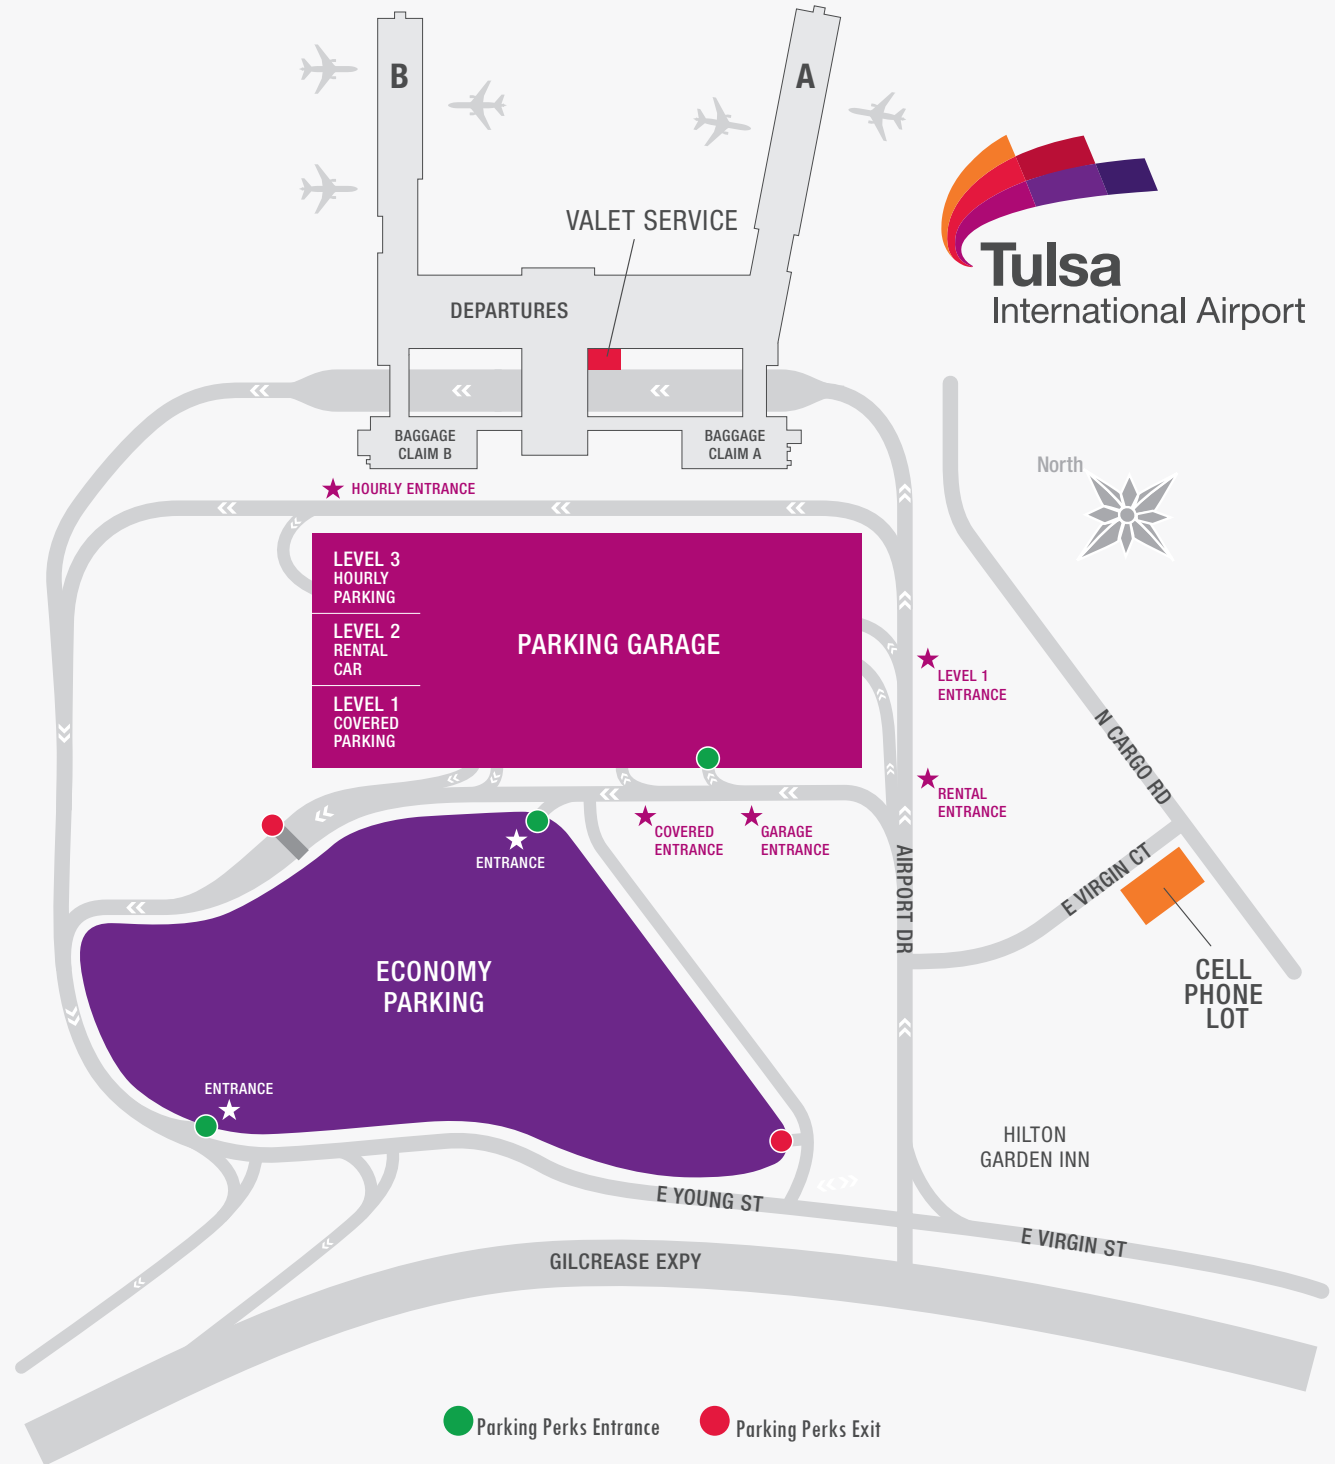 B
A
VALET SERVICE
Tulsa
International Airport
DEPARTURES
BAGGAGE
CLAIM B
BAGGAGE
CLAIM A
North
HOURLY ENTRANCE
LEVEL 3
HOURLY
PARKING
LEVEL 2
RENTAL
CAR
LEVEL 1
COVERED
PARKING
PARKING GARAGE
LEVEL 1
ENTRANCE
RENTAL
ENTRANCE
N CARGO RD
COVERED
ENTRANCE
GARAGE
ENTRANCE
ENTRANCE
AIRPORT DR
E VIRGIN CT
CELL
PHONE
LOT
ECONOMY
PARKING
ENTRANCE
HILTON
GARDEN INN
E YOUNG ST
E VIRGIN ST
GILCREASE EXPY
Parking Perks Entrance
Parking Perks Exit